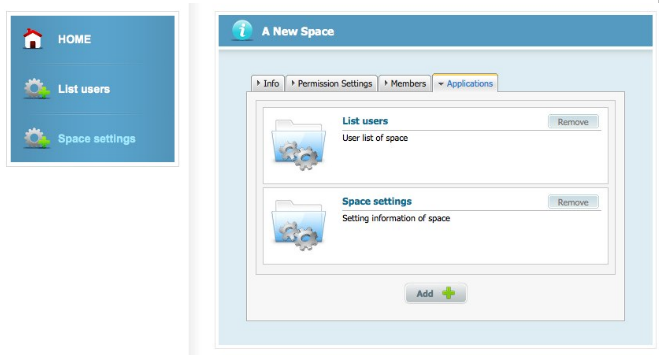 HOME
List users
Space settings
A New Space
Info Permission Settings Members Applications
List users Remove
User list of space
Space settings Remove
Setting information of space
Add